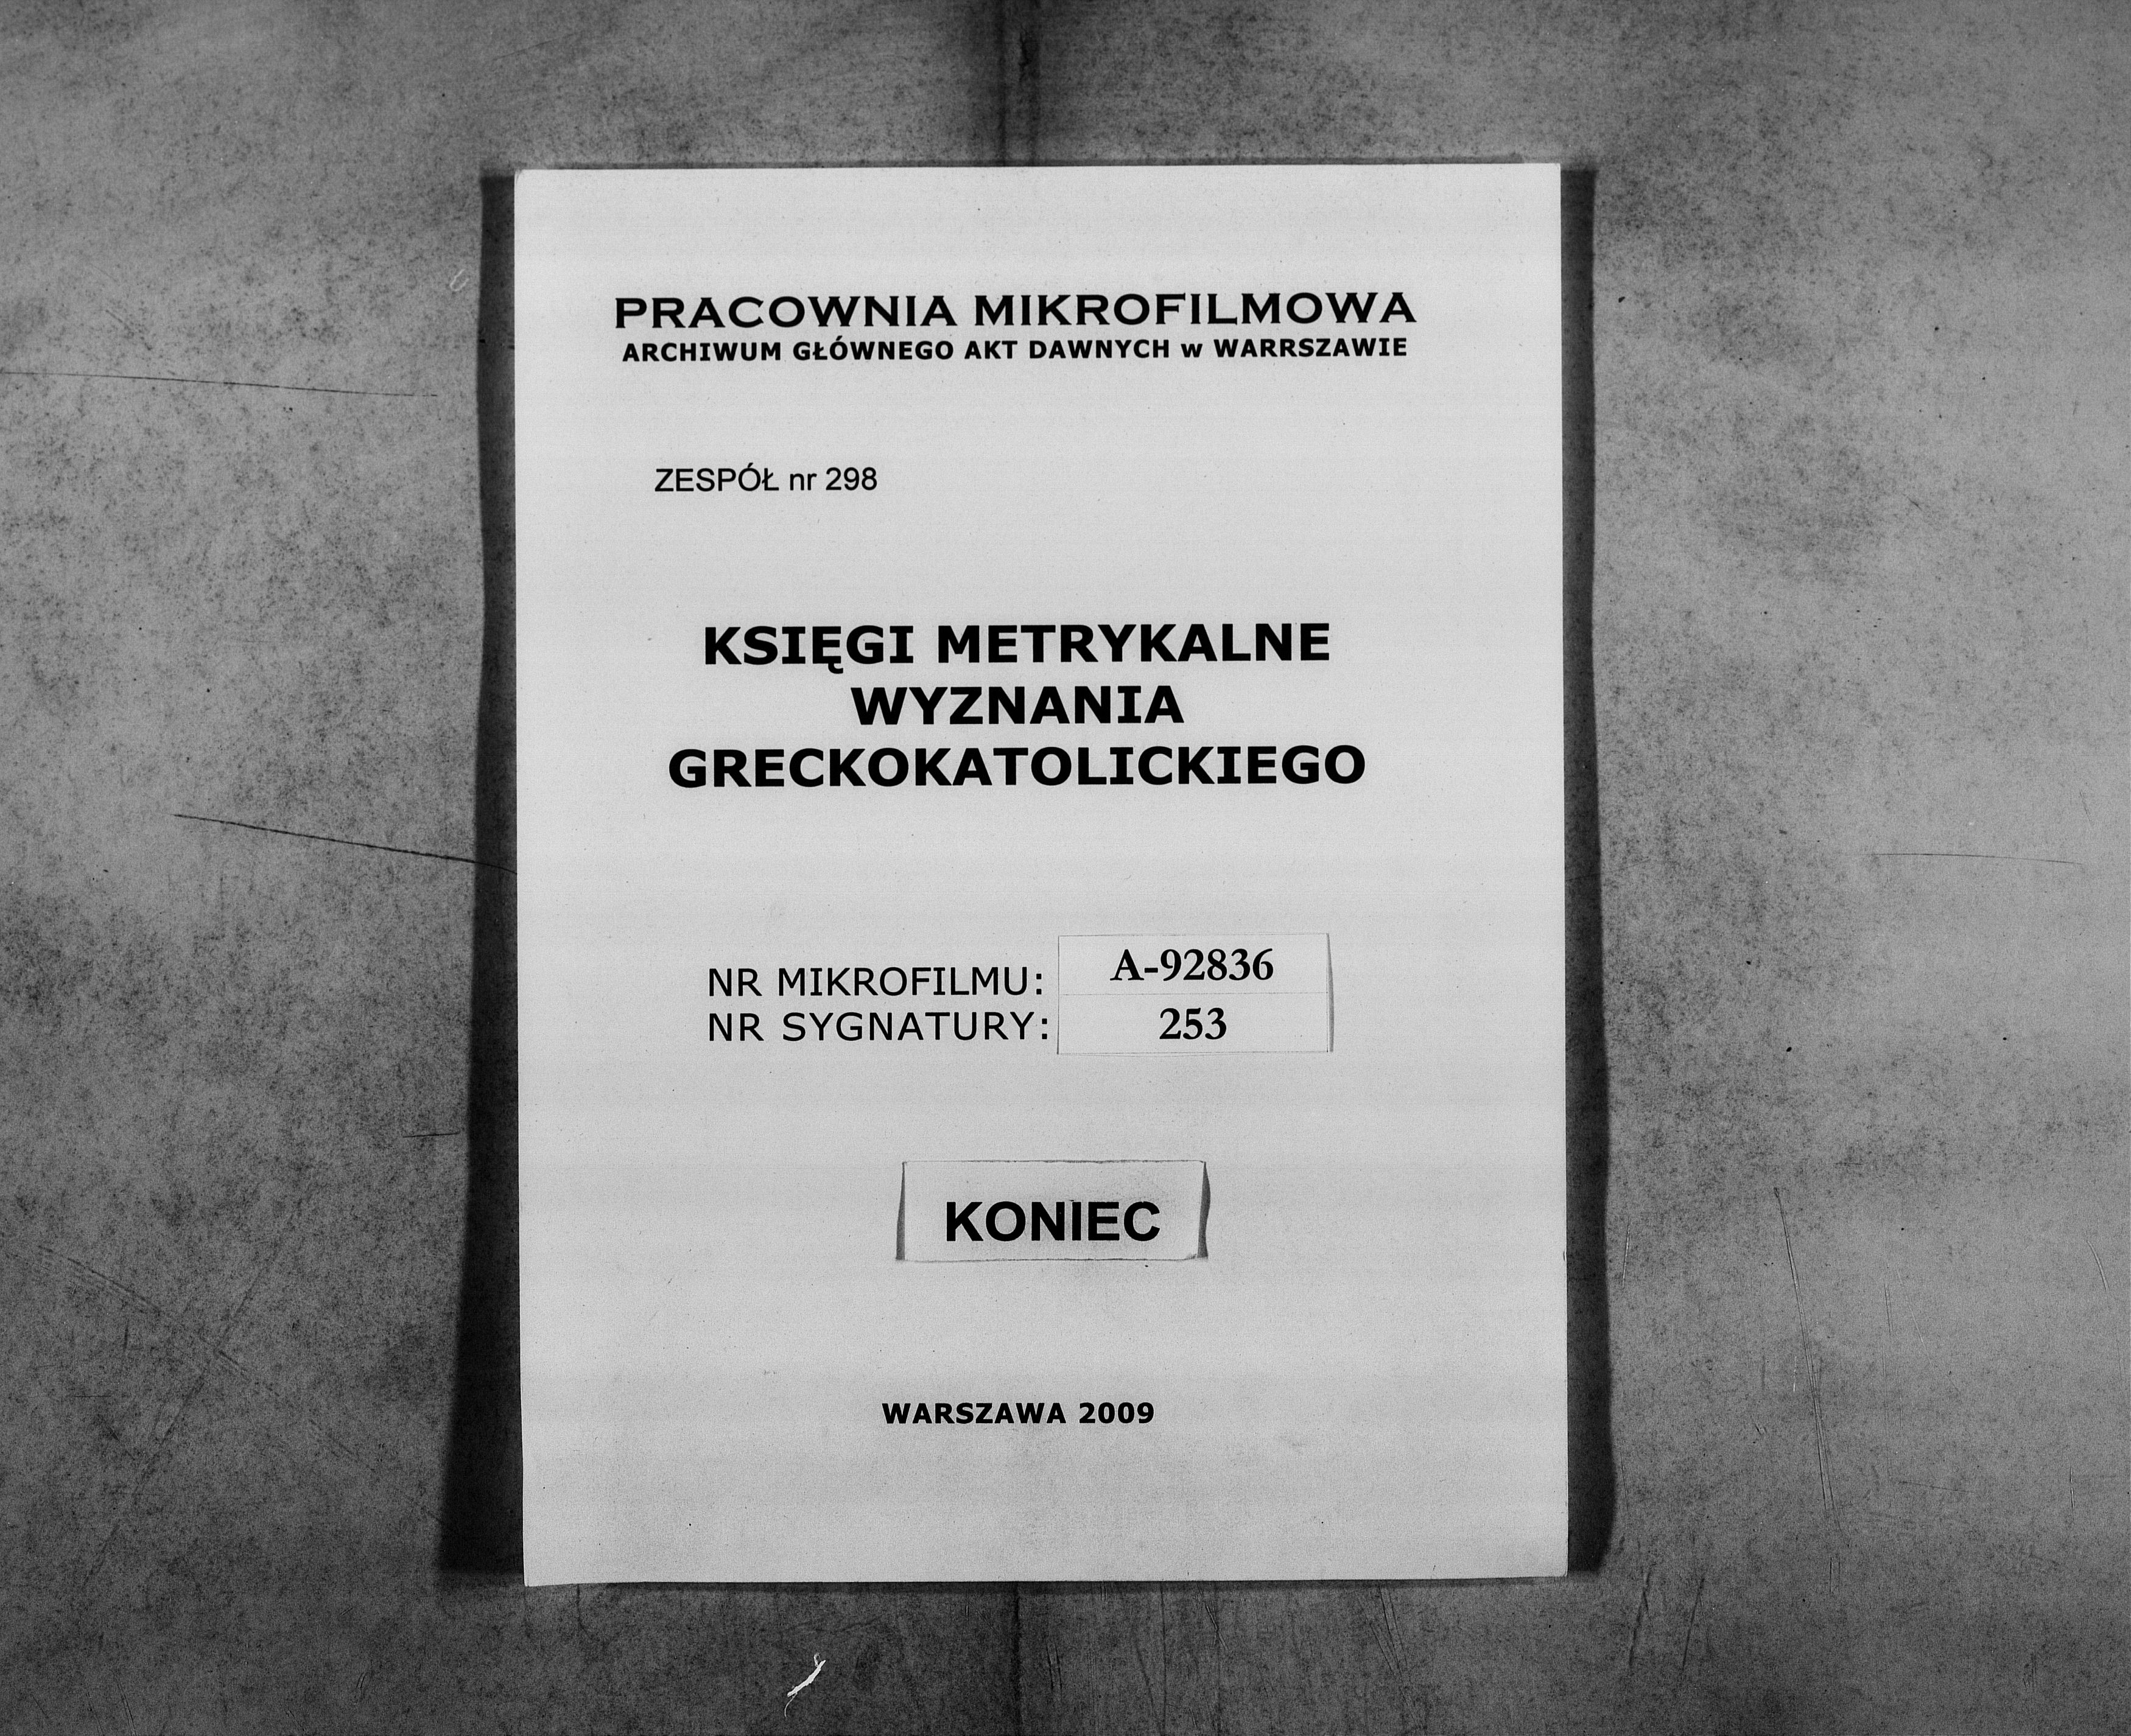 PRACOWNIA MIKROFILMOWA
ARCHIWUM GŁÓWNEGO AKT DAWNYCH w WARRSZAWIE
ZESPÓŁ nr 298
KSIĘGI METRYKALNE
WYZNANIA
GRECKOKATOLICKIEGO
NR MIKROFILMU: A-92836
NR SYGNATURY: 253
KONIEC
WARSZAWA 2009